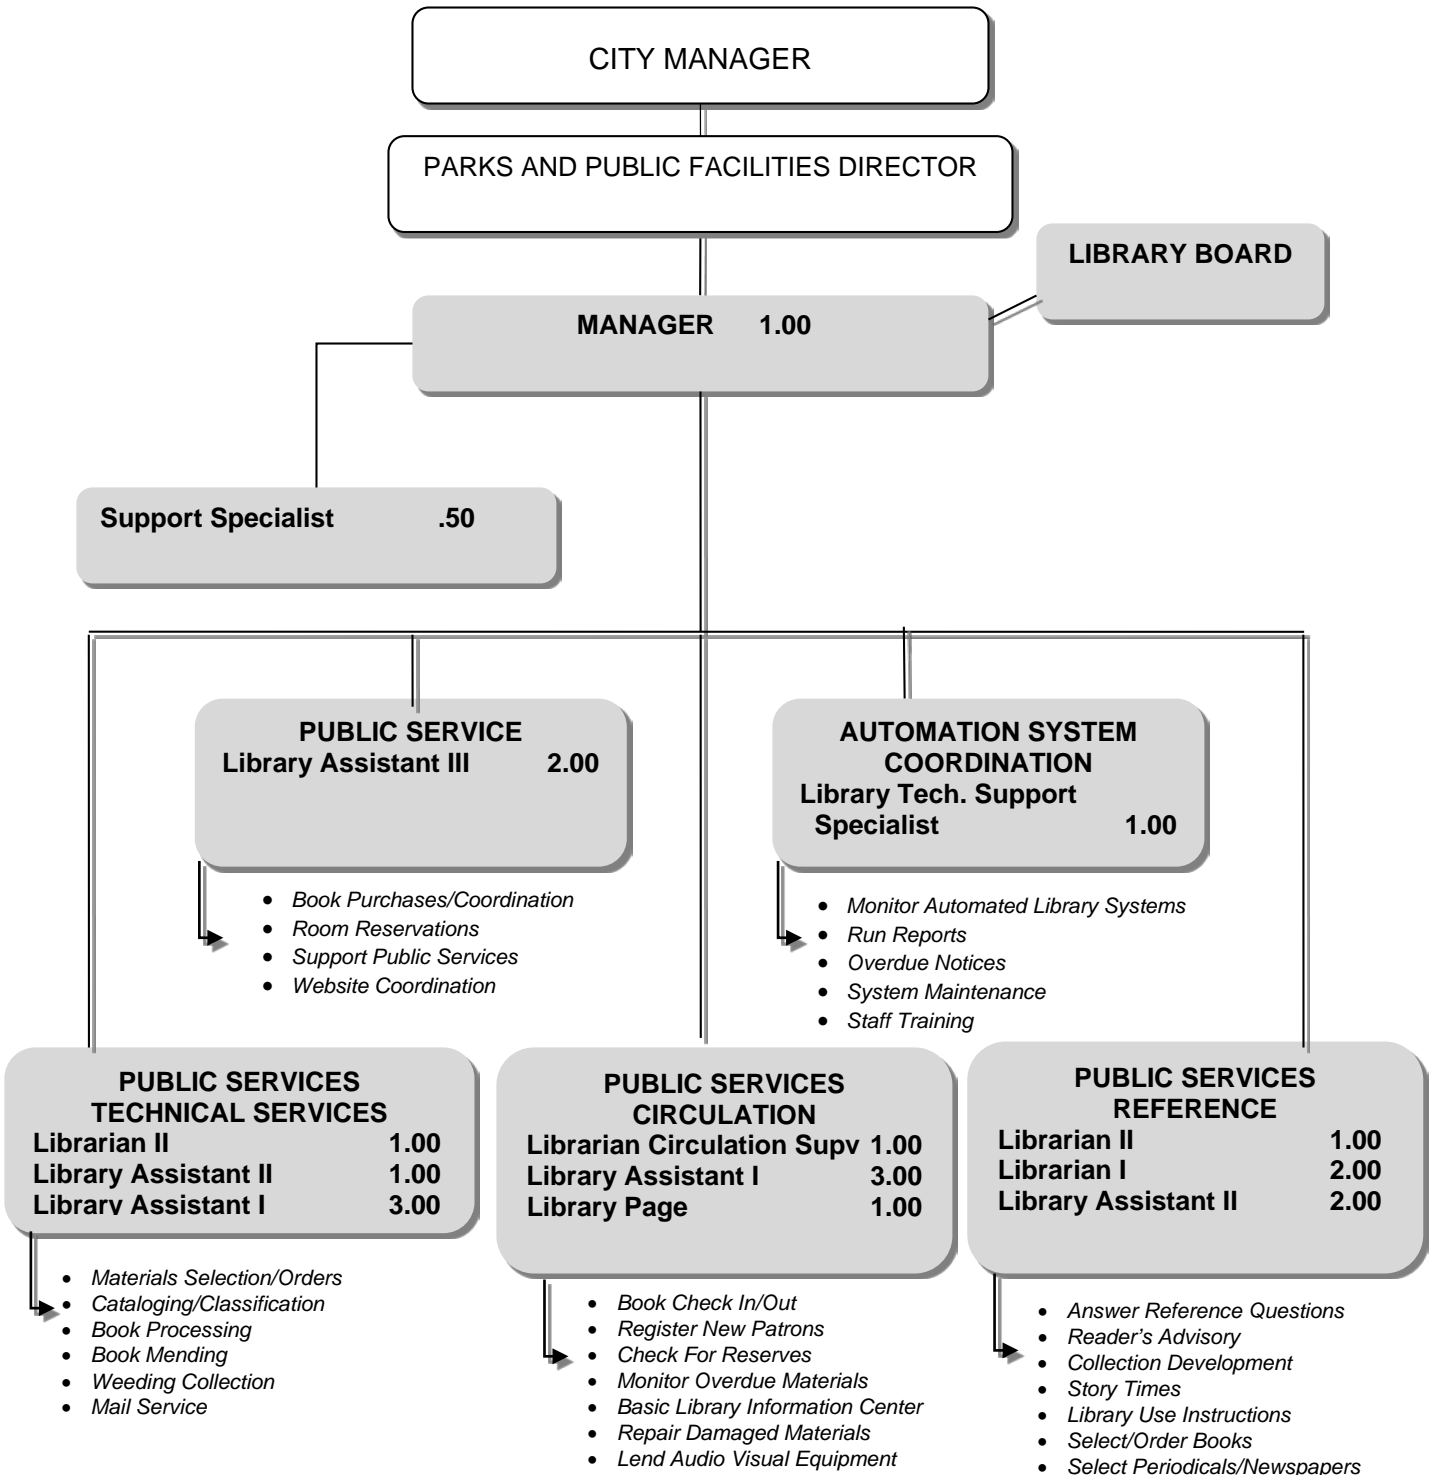 CITY MANAGER
PARKS AND PUBLIC FACILITIES DIRECTOR
LIBRARY BOARD
MANAGER 1.00
Support Specialist .50
PUBLIC SERVICE
Library Assistant III 2.00
• Book Purchases/Coordination
• Room Reservations
• Support Public Services
• Website Coordination
AUTOMATION SYSTEM
COORDINATION
Library Tech. Support
Specialist 1.00
• Monitor Automated Library Systems
• Run Reports
• Overdue Notices
• System Maintenance
• Staff Training
PUBLIC SERVICES
TECHNICAL SERVICES
Librarian II 1.00
Library Assistant II 1.00
Library Assistant I 3.00
• Materials Selection/Orders
• Cataloging/Classification
• Book Processing
• Book Mending
• Weeding Collection
• Mail Service
PUBLIC SERVICES
CIRCULATION
Librarian Circulation Supv 1.00
Library Assistant I 3.00
Library Page 1.00
• Book Check In/Out
• Register New Patrons
• Check For Reserves
• Monitor Overdue Materials
• Basic Library Information Center
• Repair Damaged Materials
• Lend Audio Visual Equipment
PUBLIC SERVICES
REFERENCE
Librarian II 1.00
Librarian I 2.00
Library Assistant II 2.00
• Answer Reference Questions
• Reader's Advisory
• Collection Development
• Story Times
• Library Use Instructions
• Select/Order Books
• Select Periodicals/Newspapers